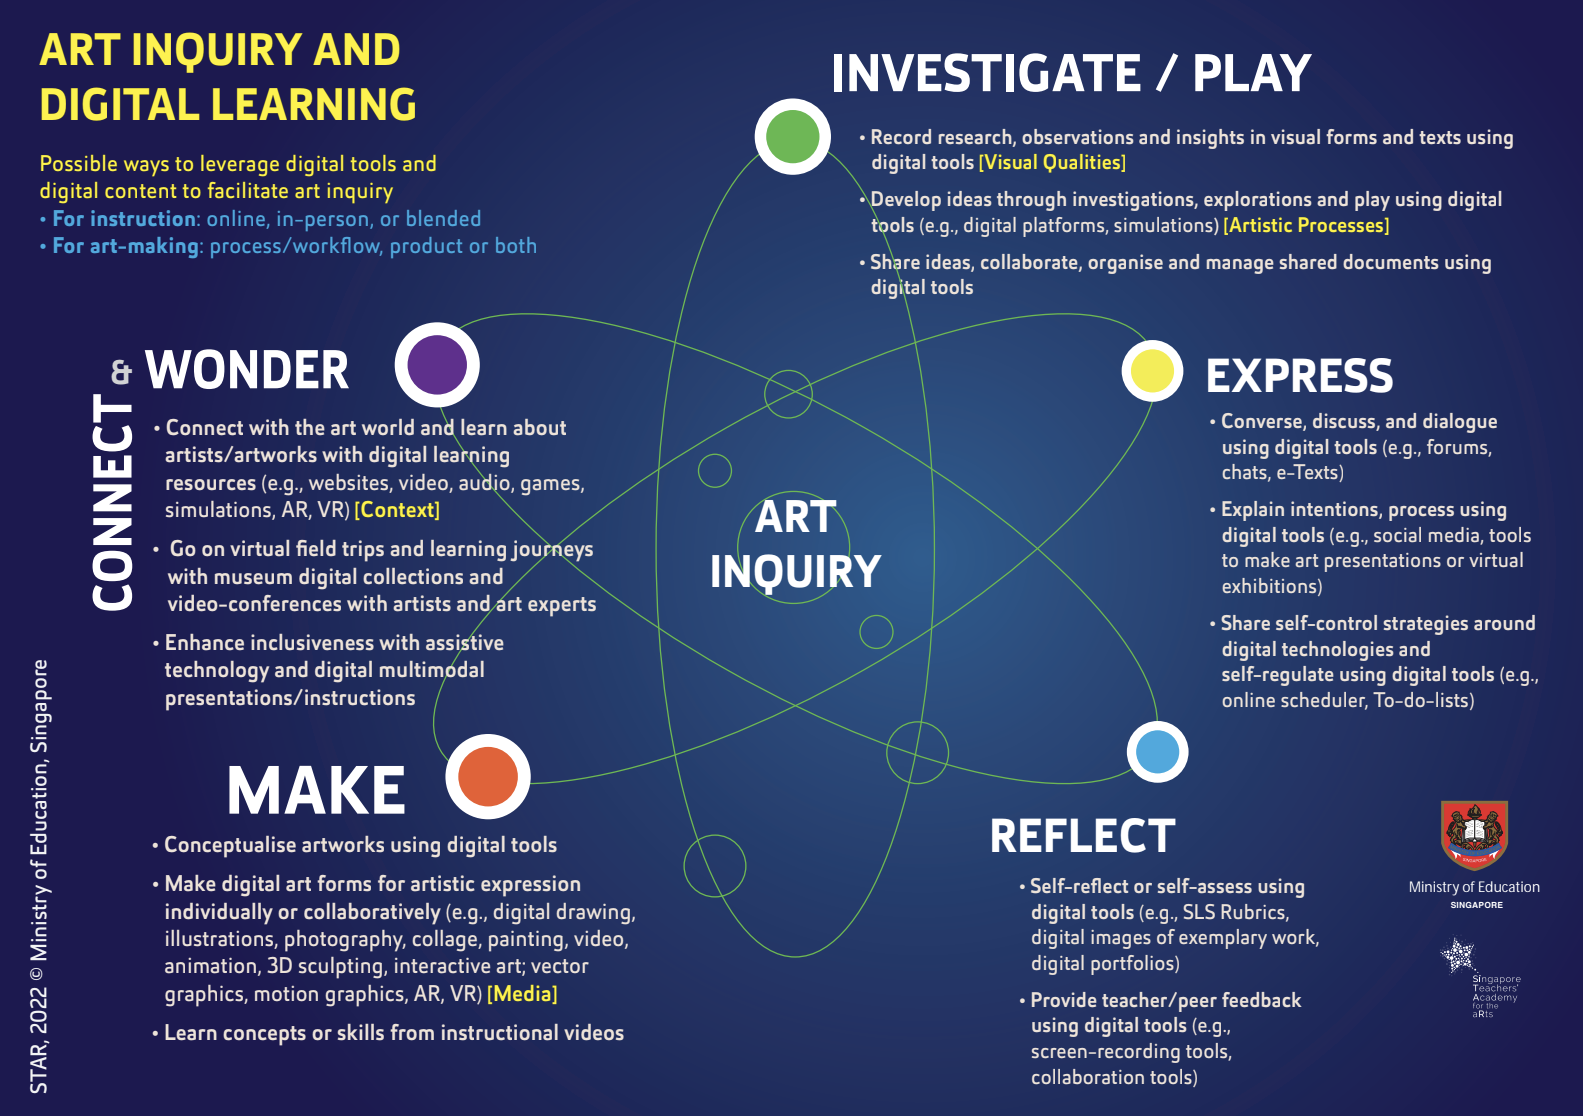 ART INQUIRY AND
DIGITAL LEARNING
Possible ways to leverage digital tools and
digital content to facilitate art inquiry
• For instruction: online, in-person, or blended
• For art-making: process/workflow, product or both
INVESTIGATE / PLAY
• Record research, observations and insights in visual forms and texts using
digital tools [Visual Qualities]
• Develop ideas through investigations, explorations and play using digital
tools (e.g., digital platforms, simulations) [Artistic Processes]
• Share ideas, collaborate, organise and manage shared documents using
digital tools
CONNECT
& WONDER
• Connect with the art world and learn about
artists/artworks with digital learning
resources (e.g., websites, video, audio, games,
simulations, AR, VR) [Context]
• Go on virtual field trips and learning journeys
with museum digital collections and
video-conferences with artists and art experts
• Enhance inclusiveness with assistive
technology and digital multimodal
presentations/instructions
ART
INQUIRY
EXPRESS
• Converse, discuss, and dialogue
using digital tools (e.g., forums,
chats, e-Texts)
• Explain intentions, process using
digital tools (e.g., social media, tools
to make art presentations or virtual
exhibitions)
• Share self-control strategies around
digital technologies and
self-regulate using digital tools (e.g.,
online scheduler, To-do-lists)
MAKE
• Conceptualise artworks using digital tools
• Make digital art forms for artistic expression
individually or collaboratively (e.g., digital drawing,
illustrations, photography, collage, painting, video,
animation, 3D sculpting, interactive art; vector
graphics, motion graphics, AR, VR) [Media]
• Learn concepts or skills from instructional videos
REFLECT
• Self-reflect or self-assess using
digital tools (e.g., SLS Rubrics,
digital images of exemplary work,
digital portfolios)
• Provide teacher/peer feedback
using digital tools (e.g.,
screen-recording tools,
collaboration tools)
Ministry of Education
SINGAPORE
Singapore
Teachers'
Academy
for the
aRts
STAR, 2022 © Ministry of Education, Singapore